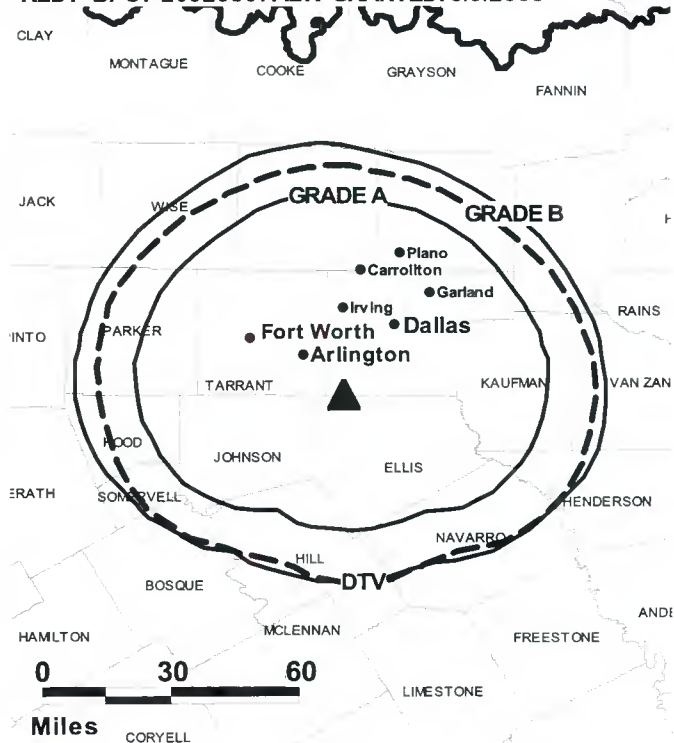 CLAY
MONTAGUE
COOKE
GRAYSON
FANNIN
JACK
WISE
GRADE A
GRADE B
Plano
Carrollton
Garland
Irving
Dallas
Fort Worth
Arlington
RAINS
INTO
PARKER
TARRANT
KAUFMAN
VAN ZAN
HOOD
JOHNSON
ELLIS
ERATH
SOMERVELL
HENDERSON
NAVARRO
HILL
DTV
BOSQUE
ANDE
HAMILTON
MCLENNAN
FREESTONE
0 30 60
LIMESTONE
Miles
CORYELL